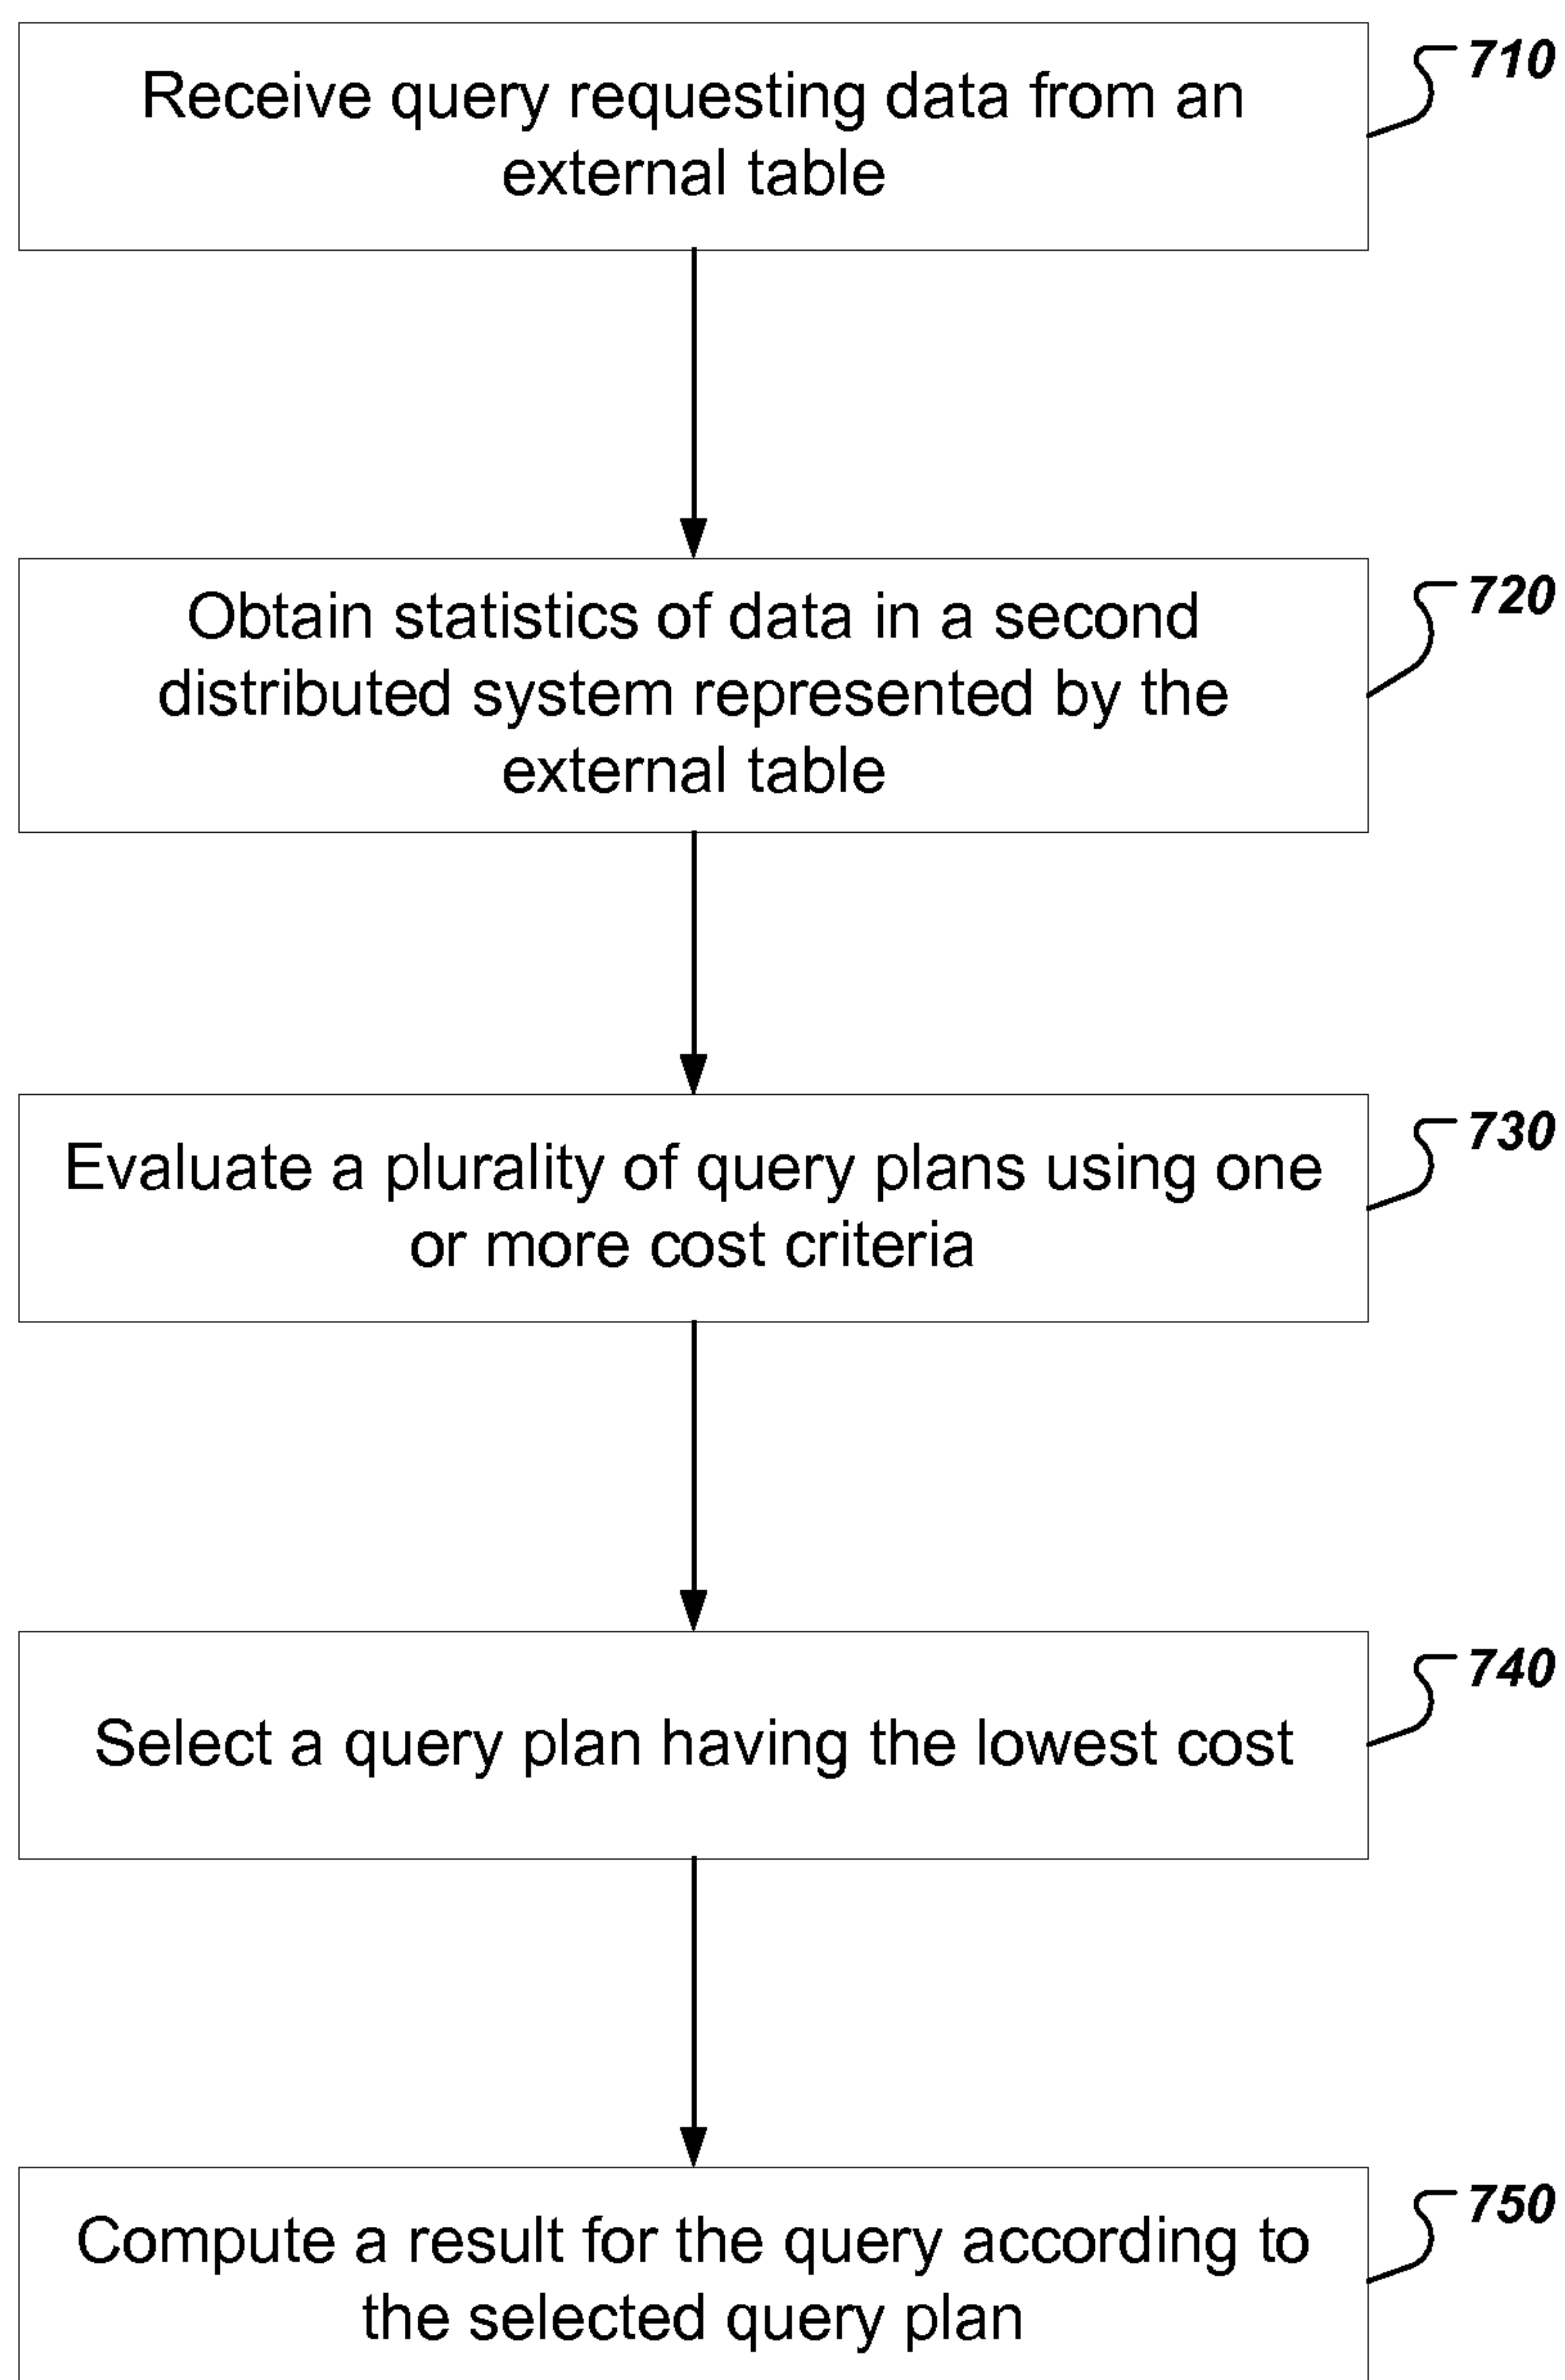 Receive query requesting data from an
external table
710
Obtain statistics of data in a second
distributed system represented by the
external table
720
Evaluate a plurality of query plans using one
or more cost criteria
730
Select a query plan having the lowest cost
740
Compute a result for the query according to
the selected query plan
750